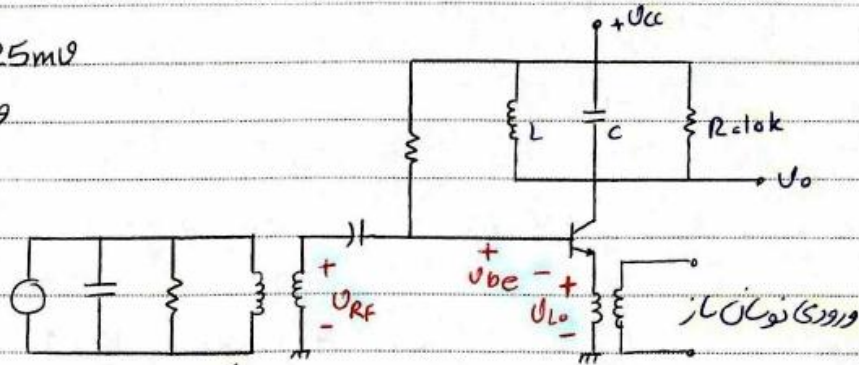 +Vcc
25mV
L
C
R=10k
Vo
+
+
Vbe
-
+
VRF
VLo
-
-
ورودی نوسان ساز